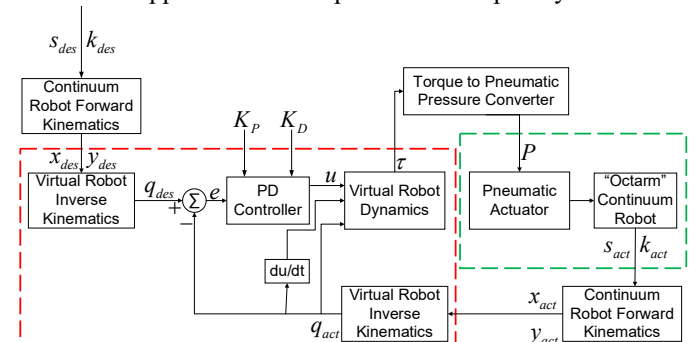 s_des k_des
Continuum
Robot Forward
Kinematics
Torque to Pneumatic
Pressure Converter
K_P K_D
x_des y_des
P
τ
Virtual Robot
Inverse
Kinematics
q_des
+
−
Σ
e
PD
Controller
u
Virtual Robot
Dynamics
Pneumatic
Actuator
“Octarm”
Continuum
Robot
du/dt
s_act k_act
q_act
Virtual Robot
Inverse
Kinematics
x_act
y_act
Continuum
Robot Forward
Kinematics